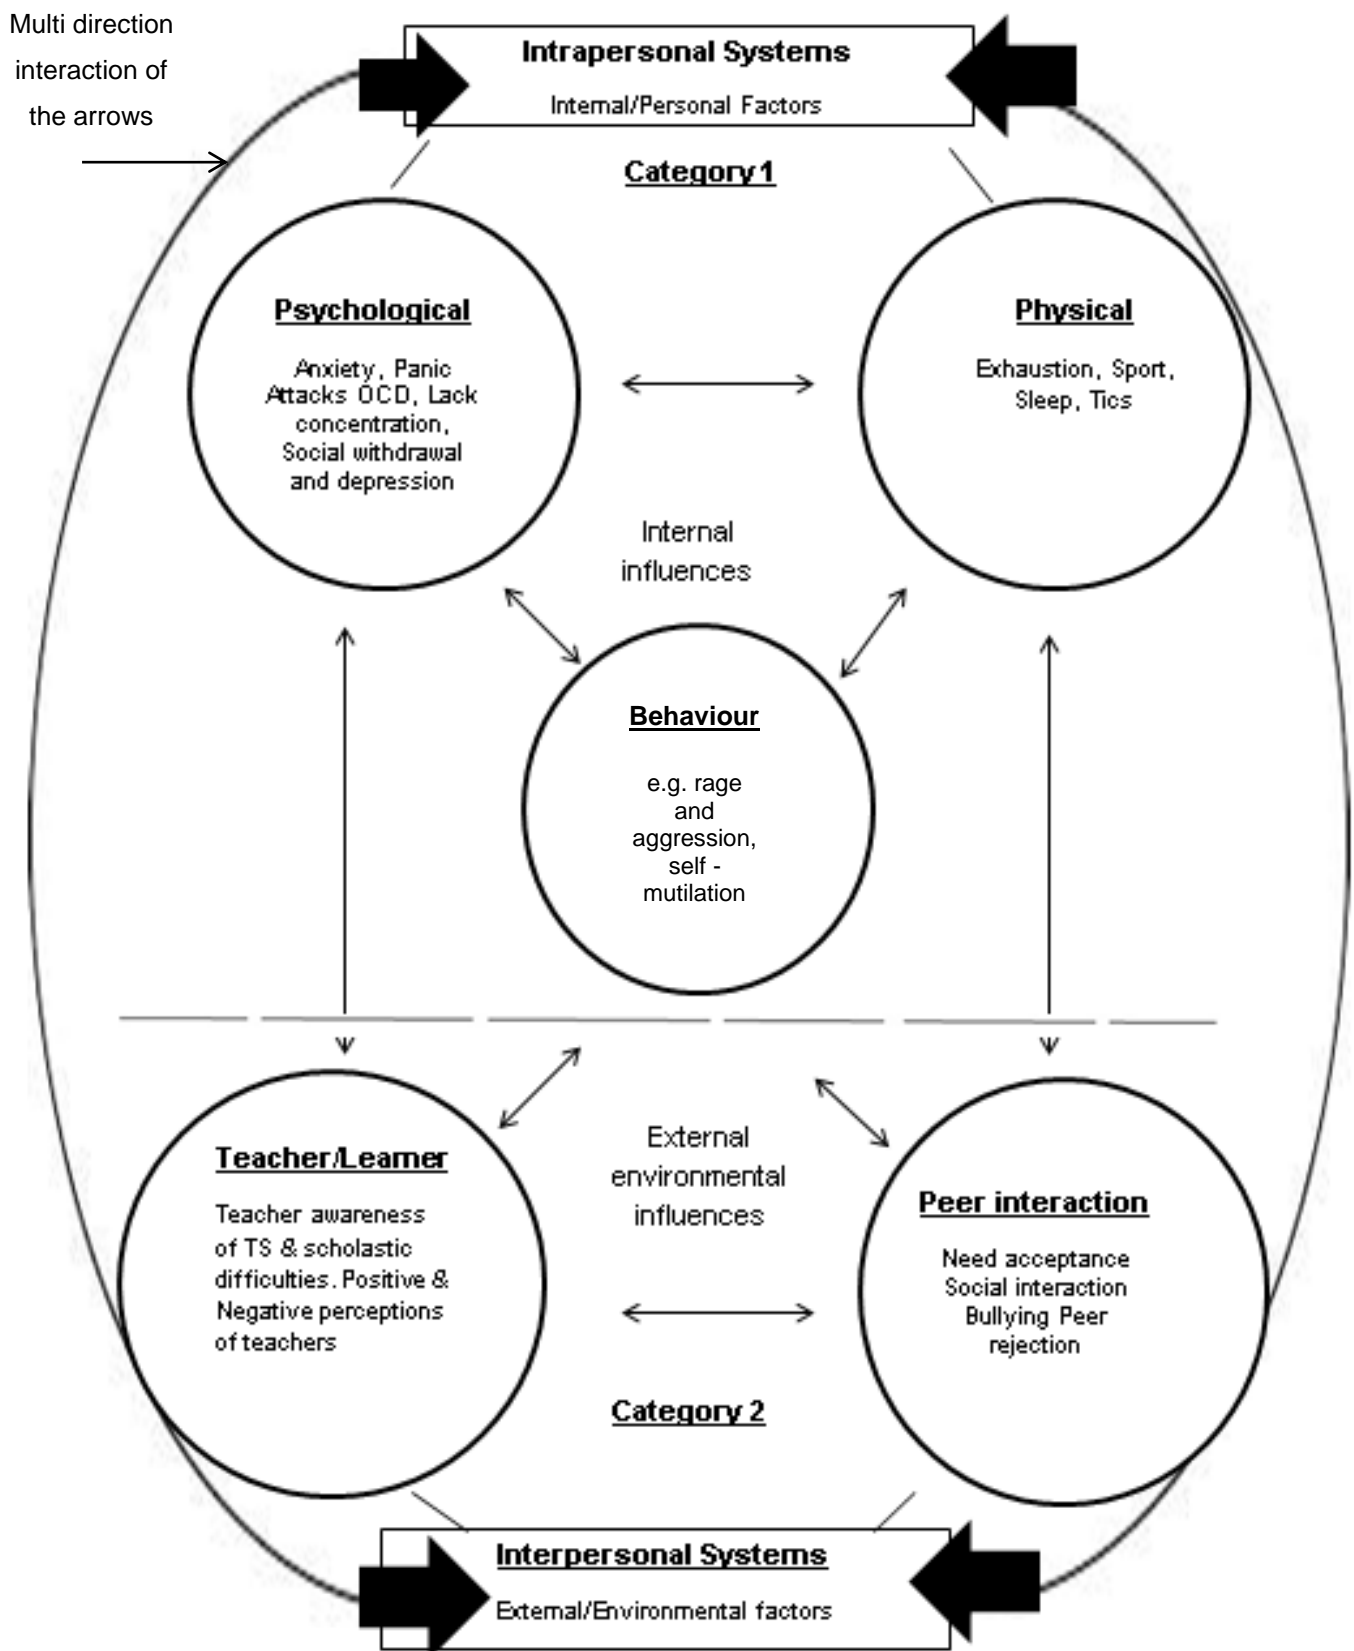 Multi direction
interaction of
the arrows
Intrapersonal Systems
Internal/Personal Factors
Category 1
Psychological
Anxiety, Panic
Attacks OCD, Lack
concentration,
Social withdrawal
and depression
Physical
Exhaustion, Sport,
Sleep, Tics
Internal
influences
Behaviour
e.g. rage
and
aggression,
self -
mutilation
Teacher/Learner
Teacher awareness
of TS & scholastic
difficulties. Positive &
Negative perceptions
of teachers
External
environmental
influences
Peer interaction
Need acceptance
Social interaction
Bullying Peer
rejection
Category 2
Interpersonal Systems
External/Environmental factors